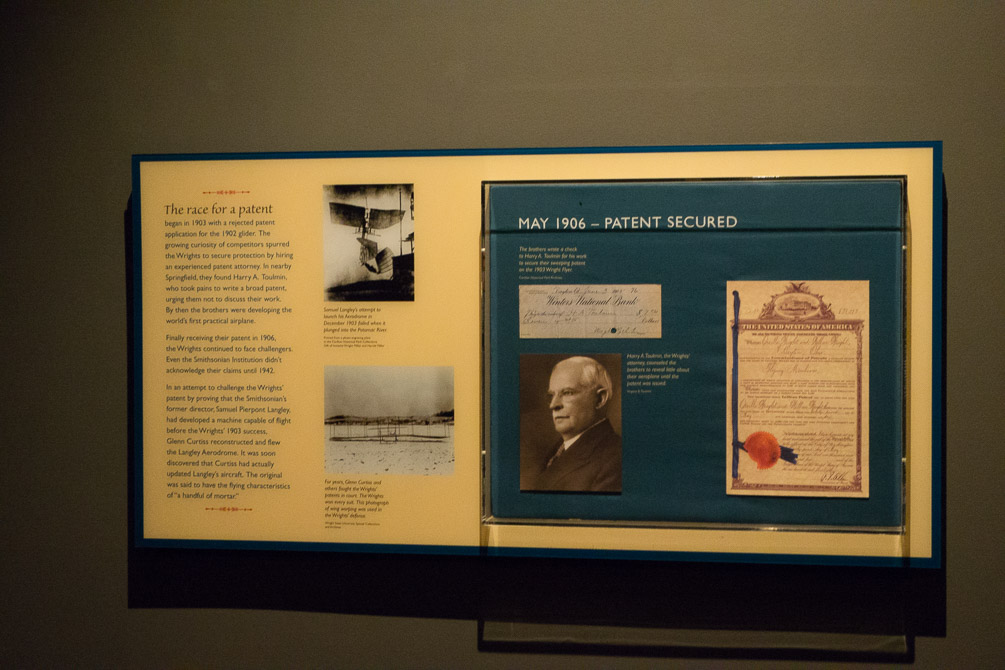 The race for a patent
began in 1903 with a rejected patent
application for the 1902 glider. The
growing curiosity of competitors spurred
the Wrights to secure protection by hiring
an experienced patent attorney. In nearby
Springfield, they found Harry A. Toulmin,
who took pains to write a broad patent,
urging them not to discuss their work.
By then the brothers were developing the
world's first practical airplane.
Finally receiving their patent in 1906,
the Wrights continued to face challengers.
Even the Smithsonian Institution didn't
acknowledge their claims until 1942.
In an attempt to challenge the Wrights'
patent by proving that the Smithsonian's
former director, Samuel Pierpont Langley,
had developed a machine capable of flight
before the Wrights' 1903 success,
Glenn Curtiss reconstructed and flew
the Langley Aerodrome. It was soon
discovered that Curtiss had actually
updated Langley's aircraft. The original
was said to have the flying characteristics
of "a handful of mortar."
Samuel Langley's attempt to
launch his Aerodrome in
December 1903 failed when it
plunged into the Potomac River.
For years, Glenn Curtiss and
others fought the Wrights'
patents in court. The Wrights
won every suit. This photograph
of wing warping was used in
the Wrights' defense.
MAY 1906 – PATENT SECURED
The brothers wrote a check
to Harry A. Toulmin for his work
to secure their sweeping patent
on the 1903 Wright Flyer.
Winters National Bank
Harry A. Toulmin, the Wrights'
attorney, counseled the
brothers to reveal little about
their aeroplane until the
patent was issued.
THE UNITED STATES OF AMERICA